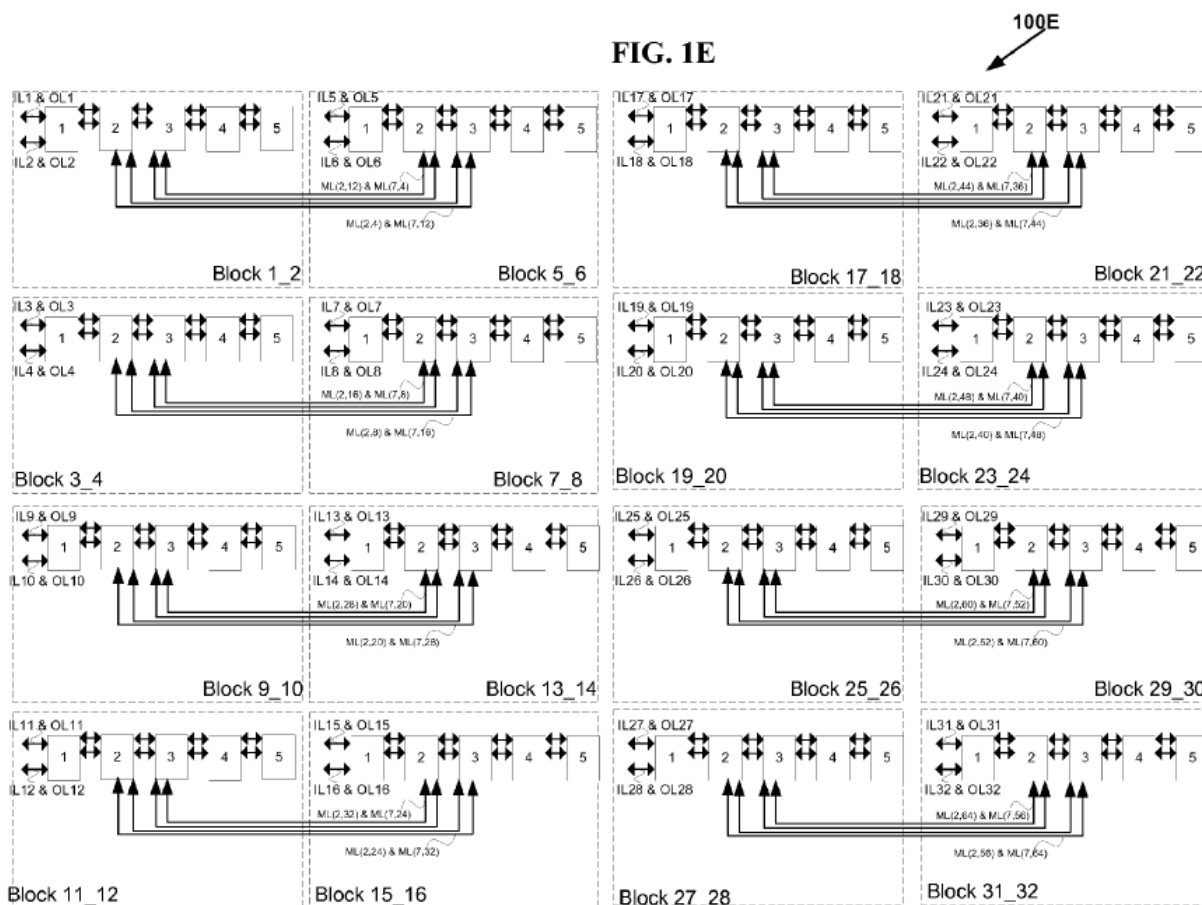 100E
FIG. 1E
IL1 & OL1
1 2 3 4 5
IL2 & OL2
Block 1_2
IL5 & OL5
1 2 3 4 5
IL6 & OL6
ML(2,12) & ML(7,4)
ML(2,4) & ML(7,12)
Block 5_6
IL17 & OL17
1 2 3 4 5
IL18 & OL18
Block 17_18
IL21 & OL21
1 2 3 4 5
IL22 & OL22
ML(2,44) & ML(7,36)
ML(2,36) & ML(7,44)
Block 21_22
IL3 & OL3
1 2 3 4 5
IL4 & OL4
Block 3_4
IL7 & OL7
1 2 3 4 5
IL8 & OL8
ML(2,16) & ML(7,8)
ML(2,8) & ML(7,16)
Block 7_8
IL19 & OL19
1 2 3 4 5
IL20 & OL20
Block 19_20
IL23 & OL23
1 2 3 4 5
IL24 & OL24
ML(2,48) & ML(7,40)
ML(2,40) & ML(7,48)
Block 23_24
IL9 & OL9
1 2 3 4 5
IL10 & OL10
Block 9_10
IL13 & OL13
1 2 3 4 5
IL14 & OL14
ML(2,28) & ML(7,20)
ML(2,20) & ML(7,28)
Block 13_14
IL25 & OL25
1 2 3 4 5
IL26 & OL26
Block 25_26
IL29 & OL29
1 2 3 4 5
IL30 & OL30
ML(2,60) & ML(7,52)
ML(2,52) & ML(7,60)
Block 29_30
IL11 & OL11
1 2 3 4 5
IL12 & OL12
Block 11_12
IL15 & OL15
1 2 3 4 5
IL16 & OL16
ML(2,32) & ML(7,24)
ML(2,24) & ML(7,32)
Block 15_16
IL27 & OL27
1 2 3 4 5
IL28 & OL28
Block 27_28
IL31 & OL31
1 2 3 4 5
IL32 & OL32
ML(2,64) & ML(7,56)
ML(2,56) & ML(7,64)
Block 31_32